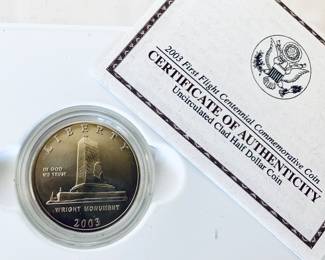 LIBERTY
IN GOD
WE TRUST
WRIGHT MONUMENT
2003
2003 First Flight Centennial Commemorative Coin
CERTIFICATE OF AUTHENTICITY
Uncirculated Clad Half Dollar Coin